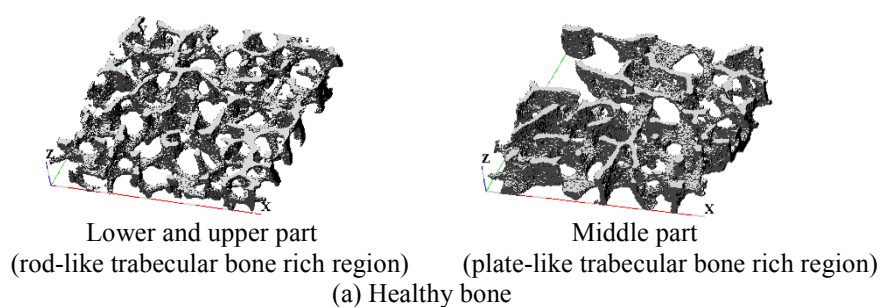 Y
z
x
z
x
Lower and upper part
(rod-like trabecular bone rich region)
Middle part
(plate-like trabecular bone rich region)
(a) Healthy bone